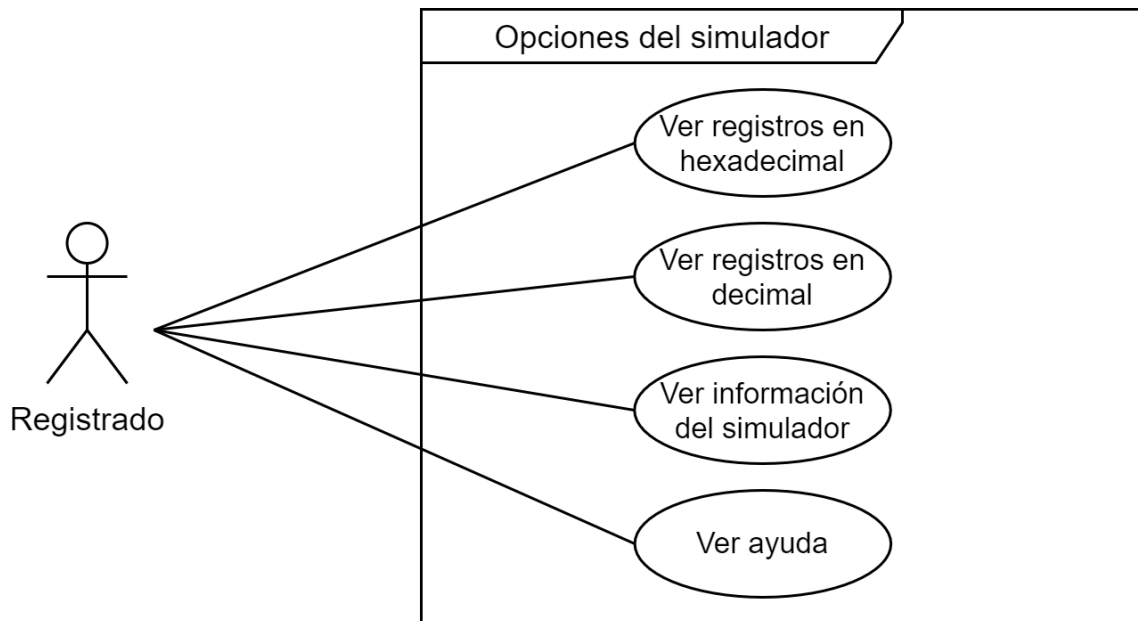 Opciones del simulador
Ver registros en
hexadecimal
Ver registros en
decimal
Ver información
del simulador
Ver ayuda
Registrado